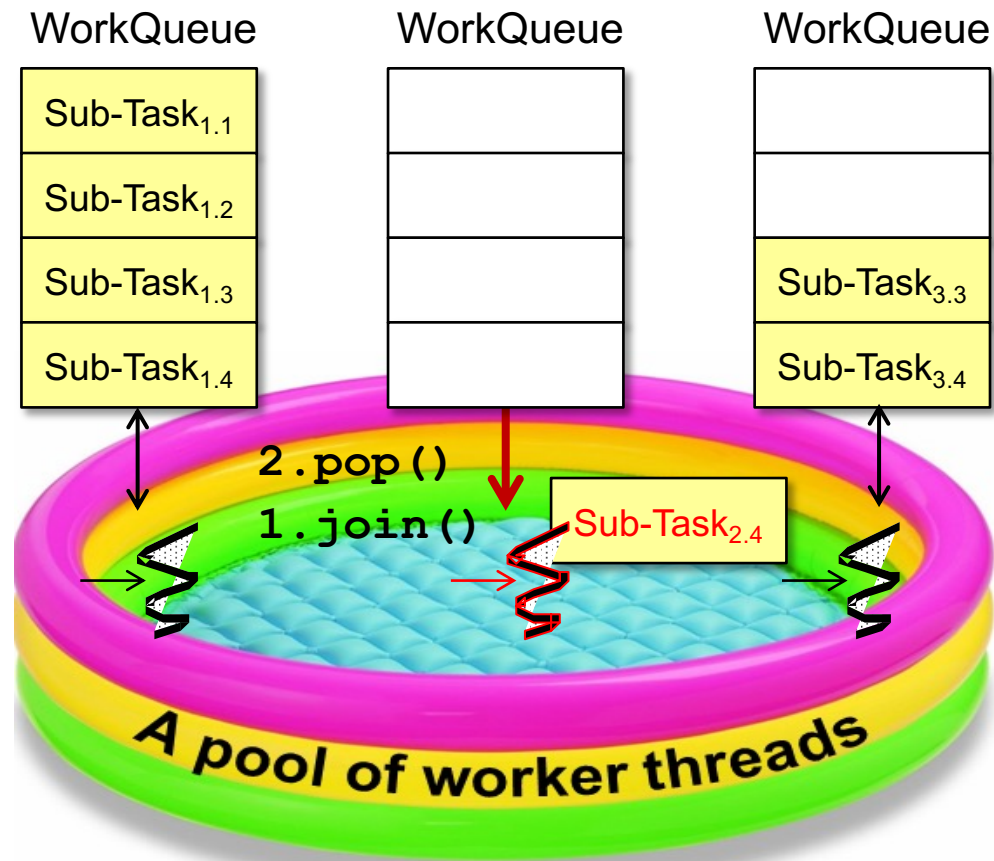 WorkQueue WorkQueue WorkQueue
Sub-Task1.1
Sub-Task1.2
Sub-Task1.3 Sub-Task3.3
Sub-Task1.4 Sub-Task3.4
2.pop()
1.join() Sub-Task2.4
A pool of worker threads